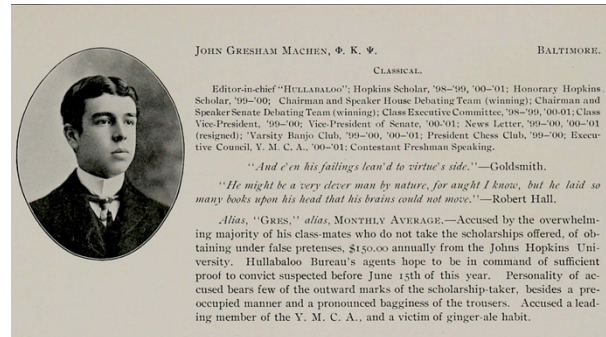 JOHN GRESHAM MACHEN, Φ. Κ. Ψ. BALTIMORE.
CLASSICAL.
Editor-in-chief "HULLABALOO"; Hopkins Scholar, '98-'99, '00-'01; Honorary Hopkins
Scholar, '99-'00; Chairman and Speaker House Debating Team (winning); Chairman and
Speaker Senate Debating Team (winning); Class Executive Committee, '98-'99, '00-01; Class
Vice-President, '99-'00; Vice-President of Senate, '00-'01; News Letter, '99-'00, '00-'01
(resigned); 'Varsity Banjo Club, '99-'00, '00-'01; President Chess Club, '99-'00; Execu-
tive Council, Y. M. C. A., '00-'01; Contestant Freshman Speaking.
"And e'en his failings lean'd to virtue's side."—Goldsmith.
"He might be a very clever man by nature, for aught I know, but he laid so
many books upon his head that his brains could not move."—Robert Hall.
Alias, "GRES," alias, MONTHLY AVERAGE.—Accused by the overwhelm-
ing majority of his class-mates who do not take the scholarships offered, of ob-
taining under false pretenses, $150.00 annually from the Johns Hopkins Uni-
versity. Hullabaloo Bureau's agents hope to be in command of sufficient
proof to convict suspected before June 15th of this year. Personality of ac-
cused bears few of the outward marks of the scholarship-taker, besides a pre-
occupied manner and a pronounced bagginess of the trousers. Accused a lead-
ing member of the Y. M. C. A., and a victim of ginger-ale habit.